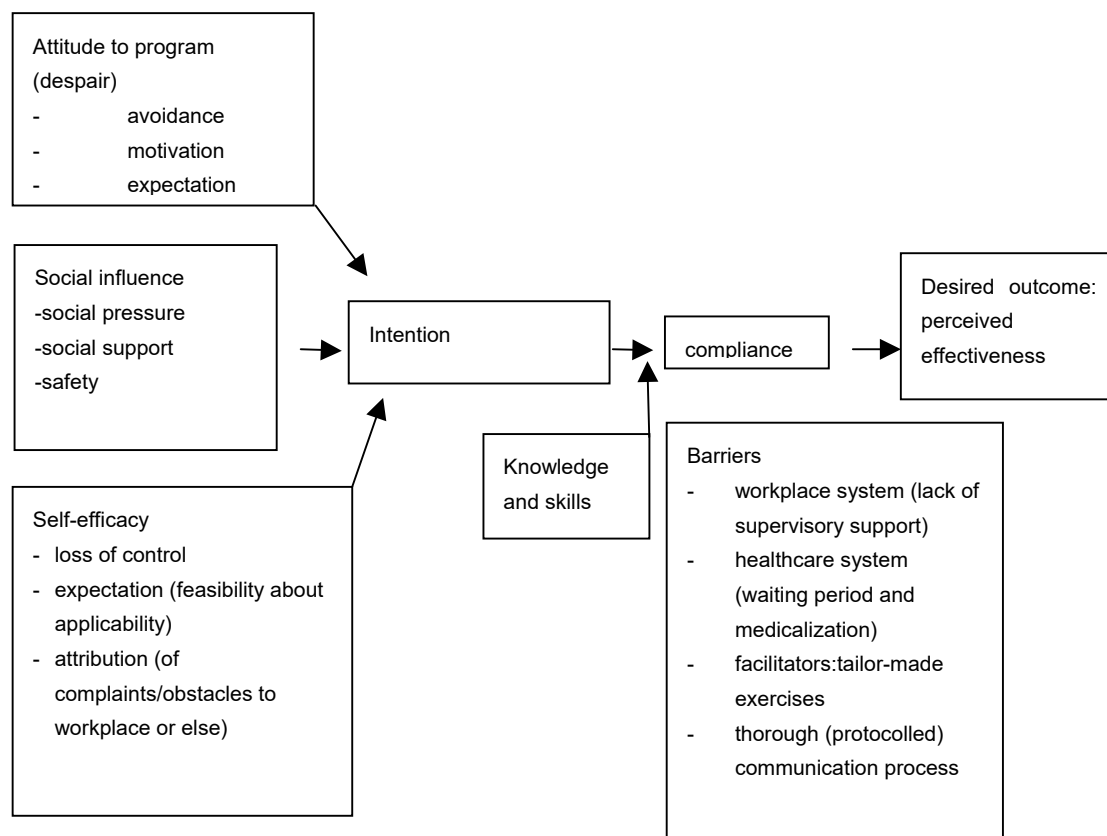 Attitude to program
(despair)
- avoidance
- motivation
- expectation
Social influence
-social pressure
-social support
-safety
Self-efficacy
- loss of control
- expectation (feasibility about
applicability)
- attribution (of
complaints/obstacles to
workplace or else)
Intention
Knowledge
and skills
compliance
Barriers
- workplace system (lack of
supervisory support)
- healthcare system
(waiting period and
medicalization)
- facilitators:tailor-made
exercises
- thorough (protocolled)
communication process
Desired outcome:
perceived
effectiveness